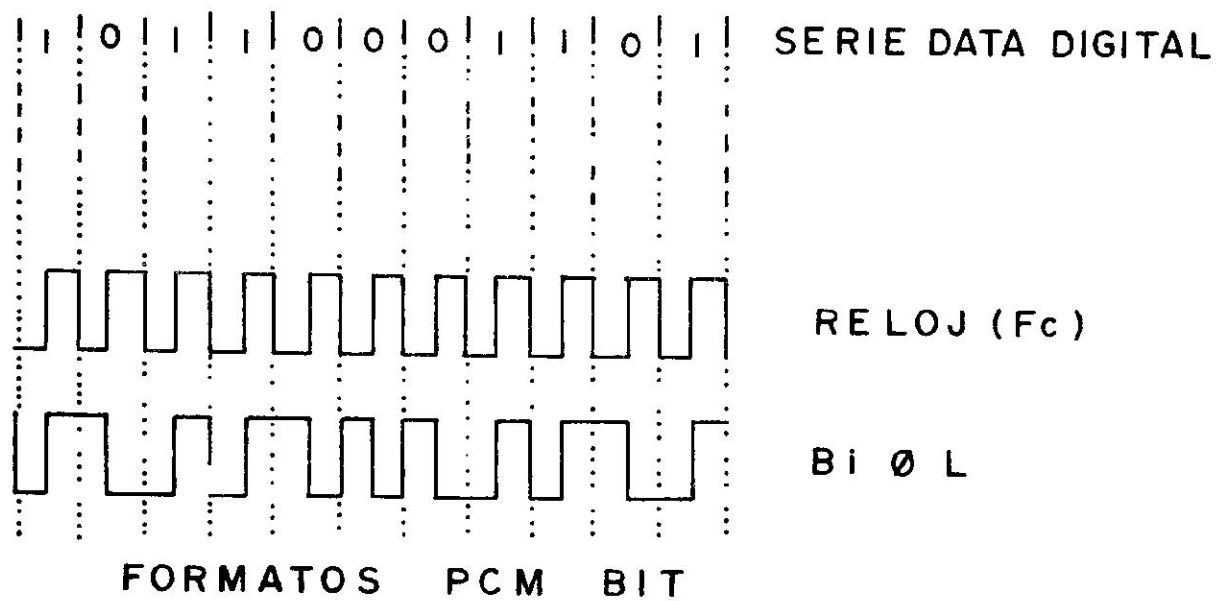 1 0 1 1 0 0 0 1 1 0 1 SERIE DATA DIGITAL
RELOJ (Fc)
Bi Ø L
FORMATOS PCM BIT